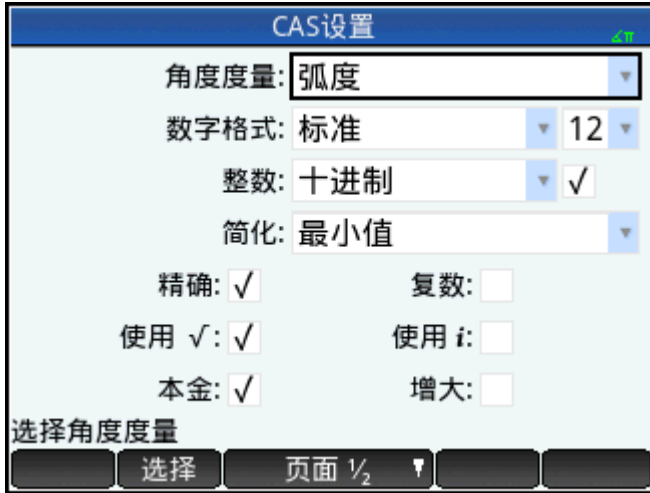 CAS设置
∡π
角度度量: 弧度
数字格式: 标准 12
整数: 十进制 √
简化: 最小值
精确: √ 复数:
使用 √: √ 使用 i:
本金: √ 增大:
选择角度度量
选择 页面 ½